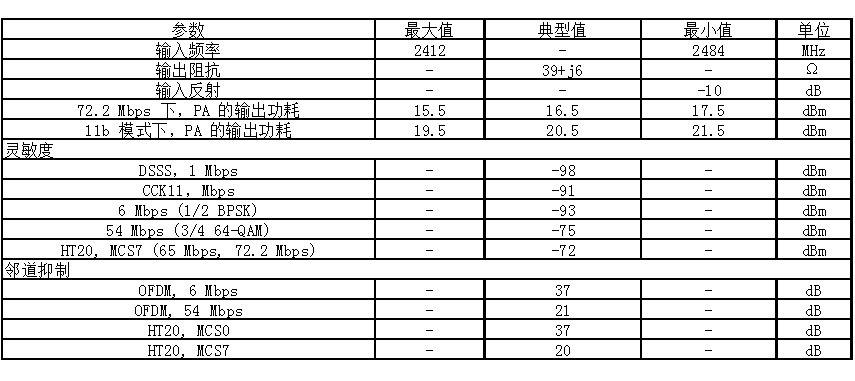 参数 最大值 典型值 最小值 单位
输入频率 2412 - 2484 MHz
输出阻抗 - 39+j6 - Ω
输入反射 - - -10 dB
72.2 Mbps 下，PA 的输出功耗 15.5 16.5 17.5 dBm
11b 模式下，PA 的输出功耗 19.5 20.5 21.5 dBm
灵敏度
DSSS，1 Mbps - -98 - dBm
CCK11，Mbps - -91 - dBm
6 Mbps (1/2 BPSK) - -93 - dBm
54 Mbps (3/4 64-QAM) - -75 - dBm
HT20, MCS7 (65 Mbps, 72.2 Mbps) - -72 - dBm
邻道抑制
OFDM, 6 Mbps - 37 - dB
OFDM, 54 Mbps - 21 - dB
HT20, MCS0 - 37 - dB
HT20, MCS7 - 20 - dB